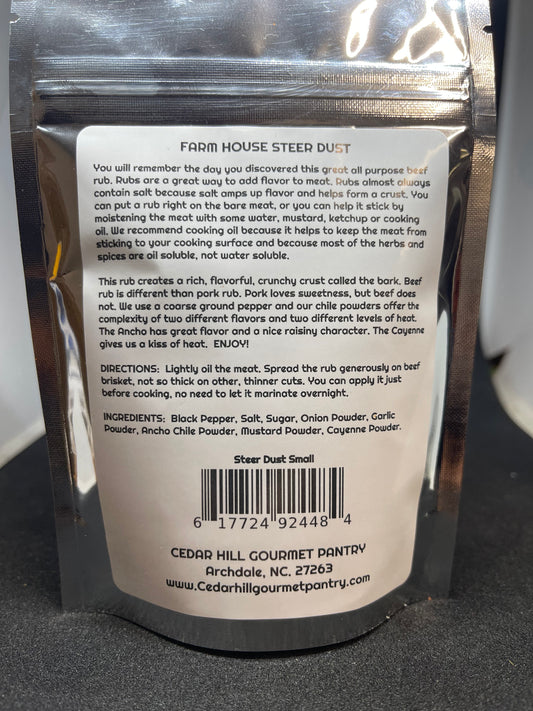 FARM HOUSE STEER DUST
You will remember the day you discovered this great all purpose beef
rub. Rubs are a great way to add flavor to meat. Rubs almost always
contain salt because salt amps up flavor and helps form a crust. You
can put a rub right on the bare meat, or you can help it stick by
moistening the meat with some water, mustard, ketchup or cooking
oil. We recommend cooking oil because it helps to keep the meat from
sticking to your cooking surface and because most of the herbs and
spices are oil soluble, not water soluble.
This rub creates a rich, flavorful, crunchy crust called the bark. Beef
rub is different than pork rub. Pork loves sweetness, but beef does
not. We use a coarse ground pepper and our chile powders offer the
complexity of two different flavors and two different levels of heat.
The Ancho has great flavor and a nice raisiny character. The Cayenne
gives us a kiss of heat. ENJOY!
DIRECTIONS: Lightly oil the meat. Spread the rub generously on beef
brisket, not so thick on other, thinner cuts. You can apply it just
before cooking, no need to let it marinate overnight.
INGREDIENTS: Black Pepper, Salt, Sugar, Onion Powder, Garlic
Powder, Ancho Chile Powder, Mustard Powder, Cayenne Powder.
Steer Dust Small
6 17724 92448 4
CEDAR HILL GOURMET PANTRY
Archdale, NC. 27263
www.Cedarhillgourmetpantry.com